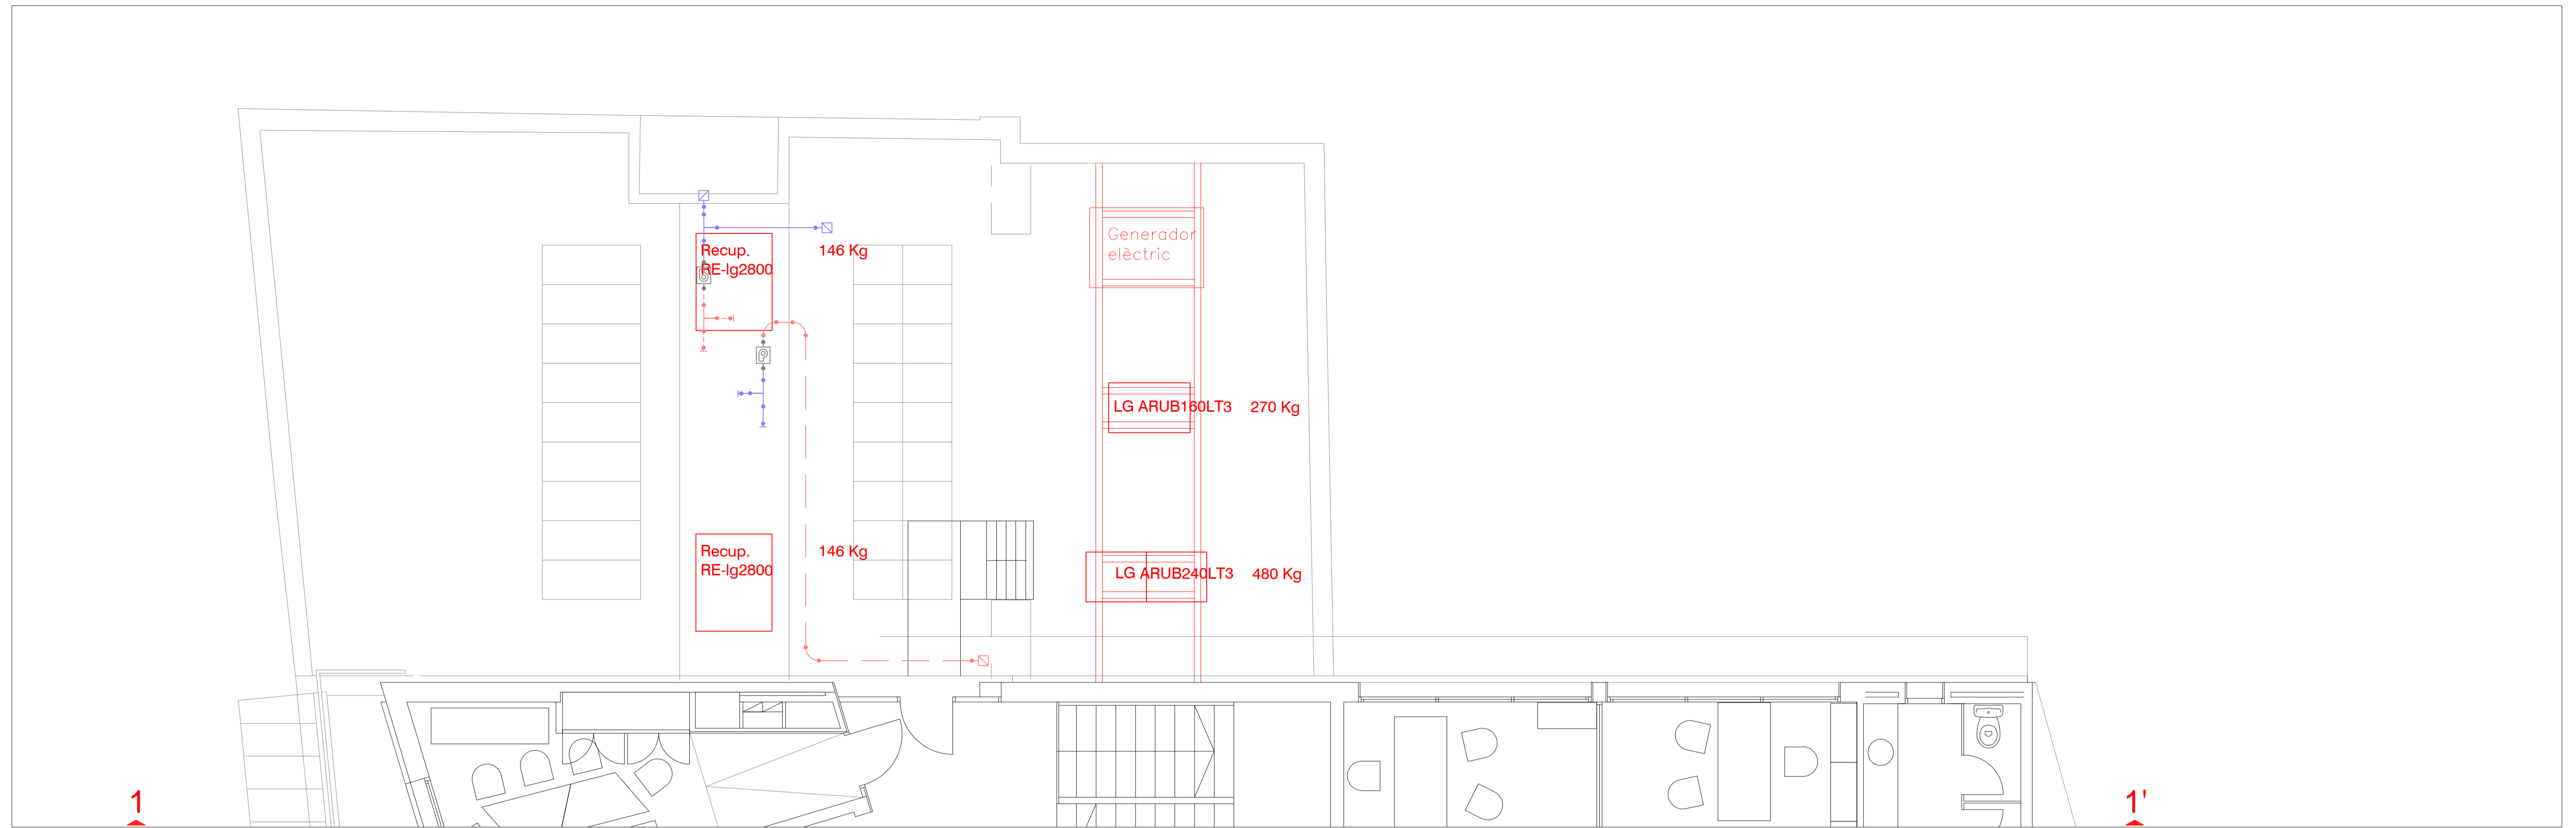 Recup. 146 Kg
RE-lg2800
Generador
elèctric
LG ARUB160LT3 270 Kg
Recup. 146 Kg
RE-lg2800
LG ARUB240LT3 480 Kg
1 1'